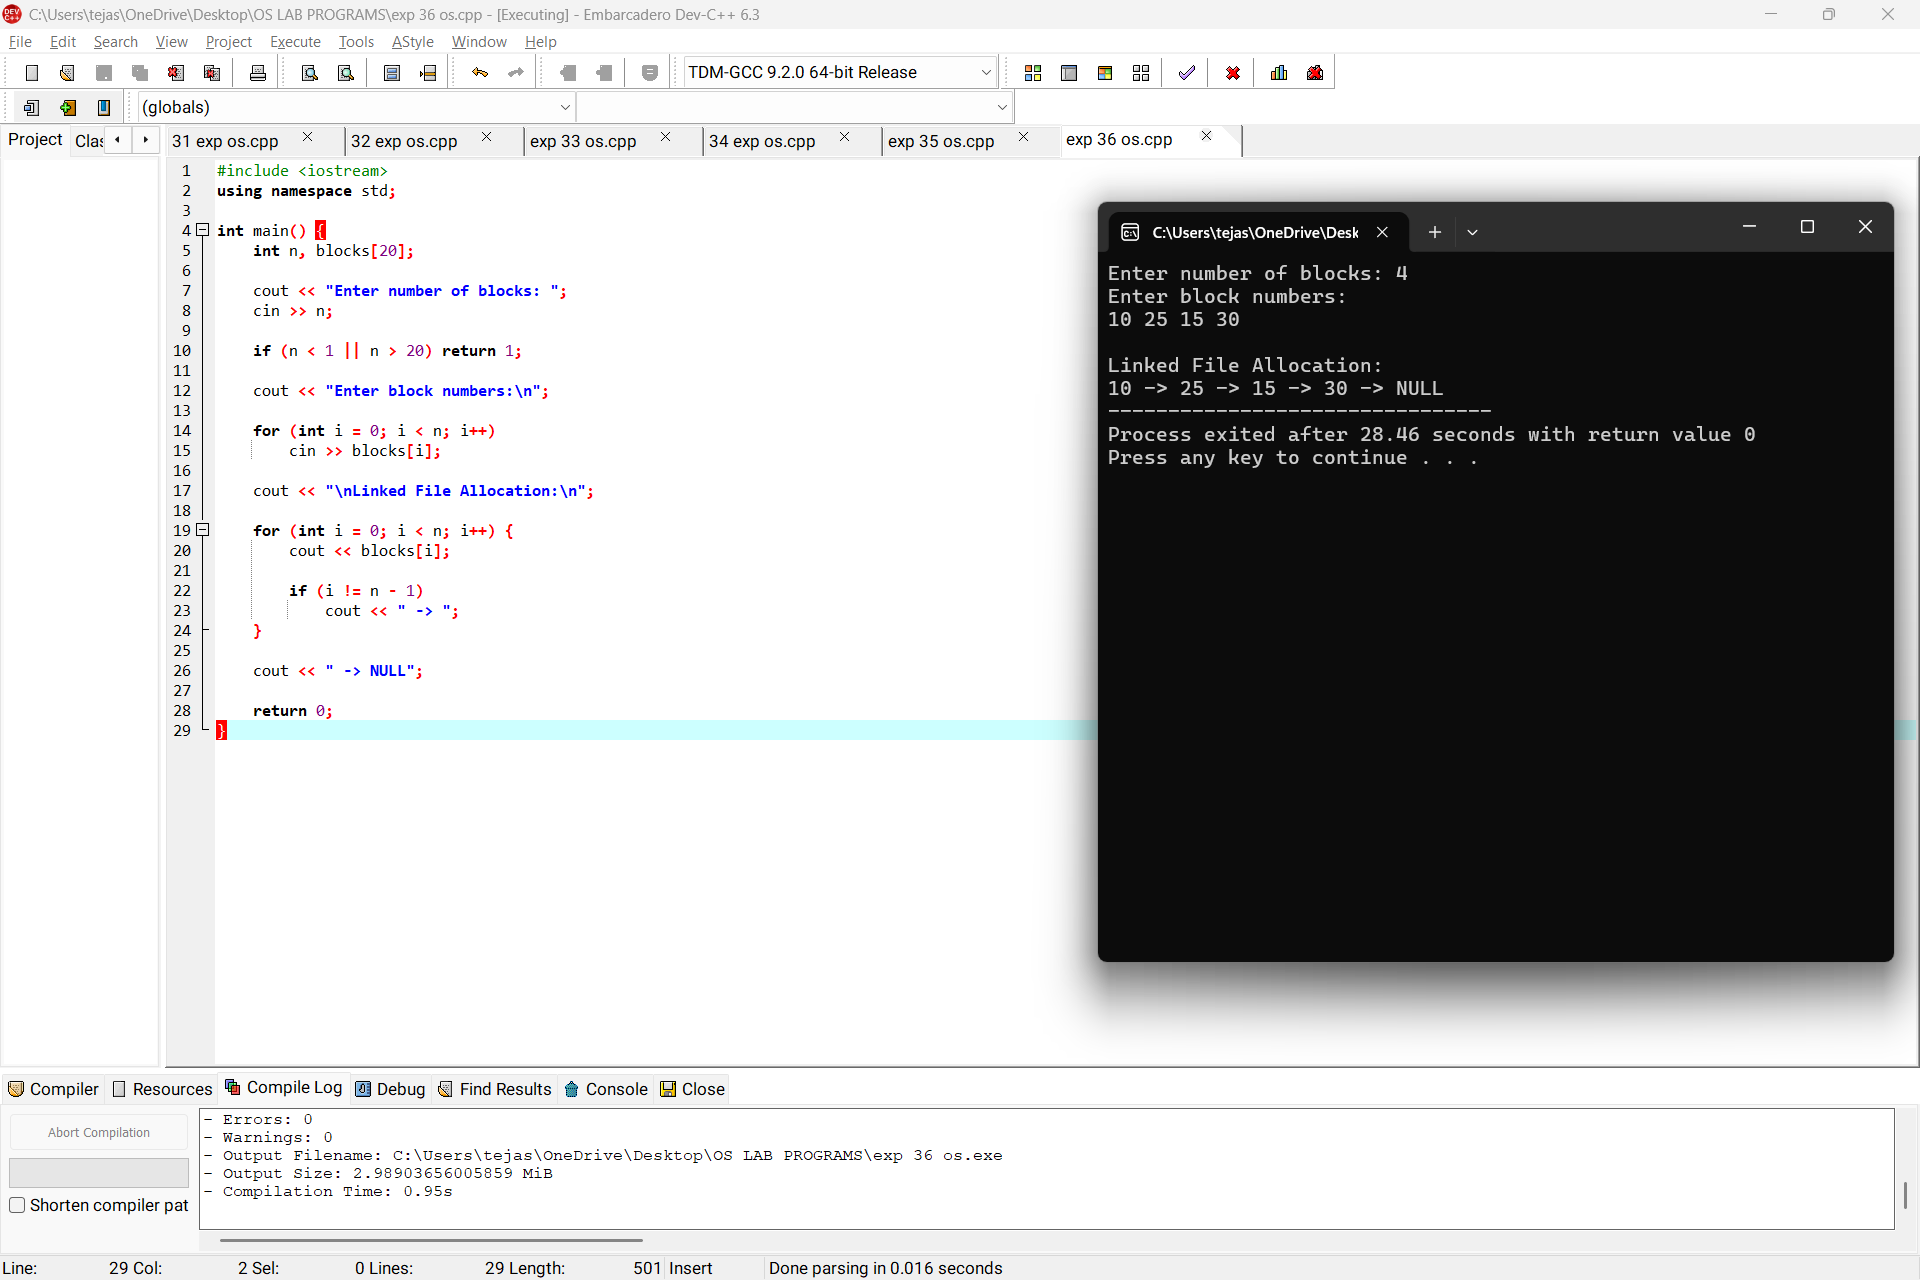 C:\Users\tejas\OneDrive\Desktop\OS LAB PROGRAMS\exp 36 os.cpp - [Executing] - Embarcadero Dev-C++ 6.3
File Edit Search View Project Execute Tools AStyle Window Help
TDM-GCC 9.2.0 64-bit Release
(globals)
Project Clas
31 exp os.cpp 32 exp os.cpp exp 33 os.cpp 34 exp os.cpp exp 35 os.cpp exp 36 os.cpp
1 #include <iostream>
2 using namespace std;
3
4 int main() {
5 int n, blocks[20];
6
7 cout << "Enter number of blocks: ";
8 cin >> n;
9
10 if (n < 1 || n > 20) return 1;
11
12 cout << "Enter block numbers:\n";
13
14 for (int i = 0; i < n; i++)
15 cin >> blocks[i];
16
17 cout << "\nLinked File Allocation:\n";
18
19 for (int i = 0; i < n; i++) {
20 cout << blocks[i];
21
22 if (i != n - 1)
23 cout << " -> ";
24 }
25
26 cout << " -> NULL";
27
28 return 0;
29 }
C:\Users\tejas\OneDrive\Desk
Enter number of blocks: 4
Enter block numbers:
10 25 15 30
Linked File Allocation:
10 -> 25 -> 15 -> 30 -> NULL
--------------------------------
Process exited after 28.46 seconds with return value 0
Press any key to continue . . .
Compiler Resources Compile Log Debug Find Results Console Close
Abort Compilation
Shorten compiler pat
- Errors: 0
- Warnings: 0
- Output Filename: C:\Users\tejas\OneDrive\Desktop\OS LAB PROGRAMS\exp 36 os.exe
- Output Size: 2.98903656005859 MiB
- Compilation Time: 0.95s
Line: 29 Col: 2 Sel: 0 Lines: 29 Length: 501 Insert Done parsing in 0.016 seconds